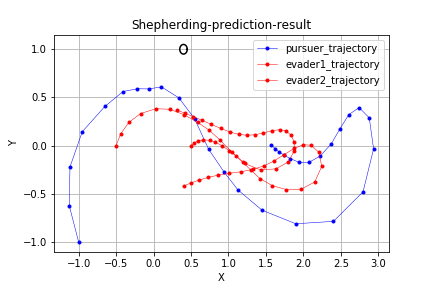 Shepherding-prediction-result
pursuer_trajectory
evader1_trajectory
evader2_trajectory
1.0
0.5
0.0
−0.5
−1.0
Y
−1.0 −0.5 0.0 0.5 1.0 1.5 2.0 2.5 3.0
X